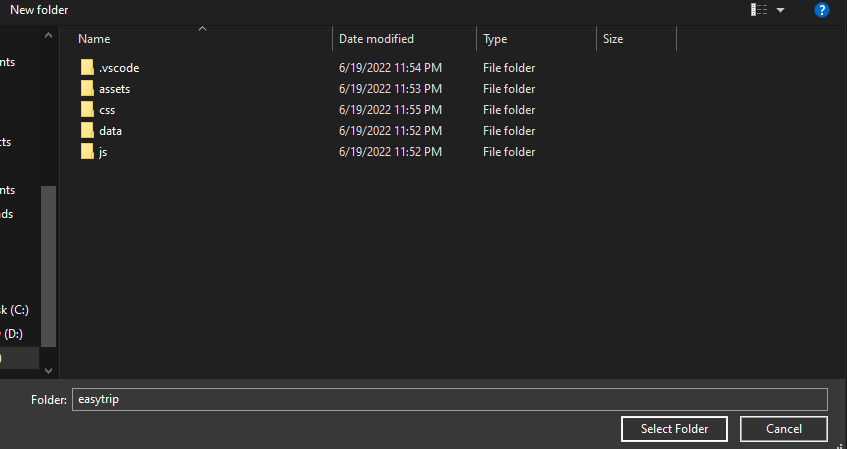 New folder
Name Date modified Type Size
.vscode 6/19/2022 11:54 PM File folder
assets 6/19/2022 11:53 PM File folder
css 6/19/2022 11:55 PM File folder
data 6/19/2022 11:52 PM File folder
js 6/19/2022 11:52 PM File folder
nts
cts
nts
ds
k (C:)
(D:)
Folder: easytrip
Select Folder Cancel